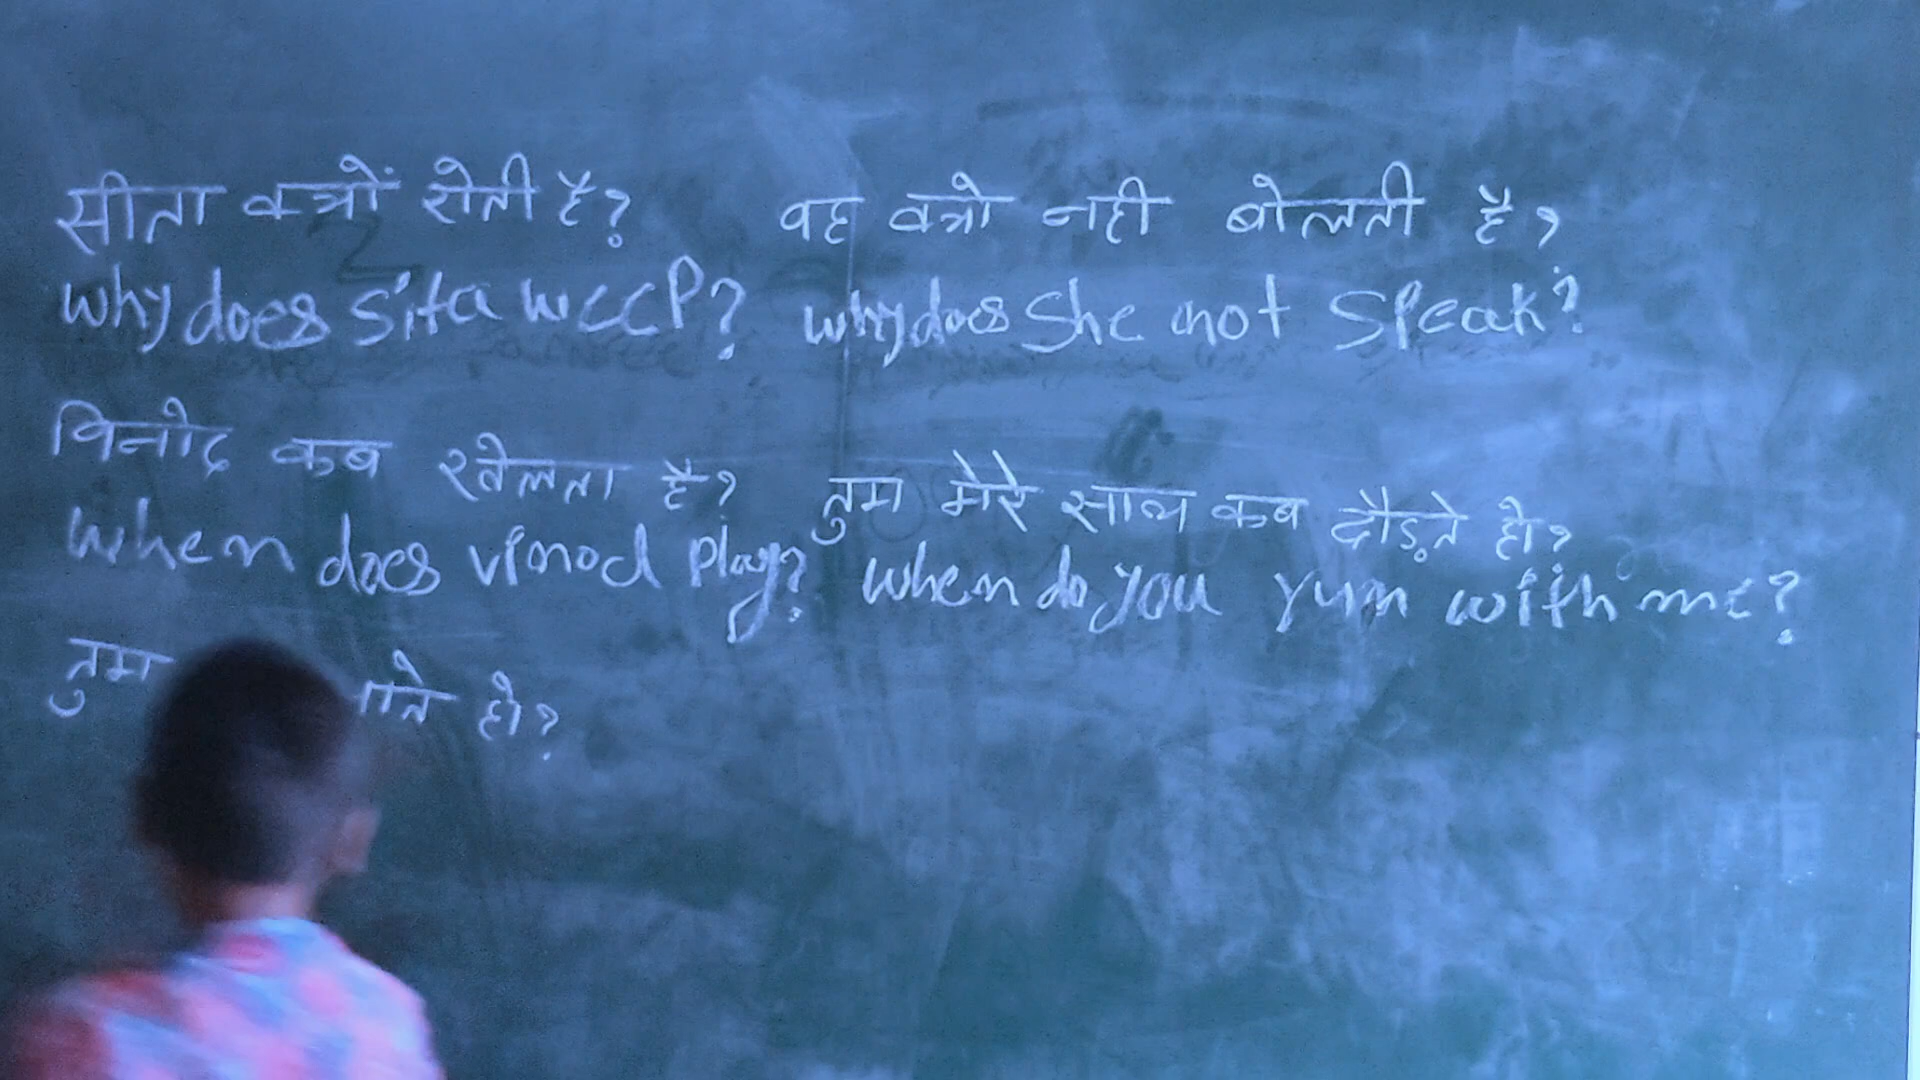 सीता क्यों रोती है? वह क्यो नही बोलती है?
why does Sita weep? why does She not Speak?
विनोद कब खेलता है? तुम मेरे साथ कब दौड़ते हो?
when does vinod play? when do you run with me?
तुम हो?